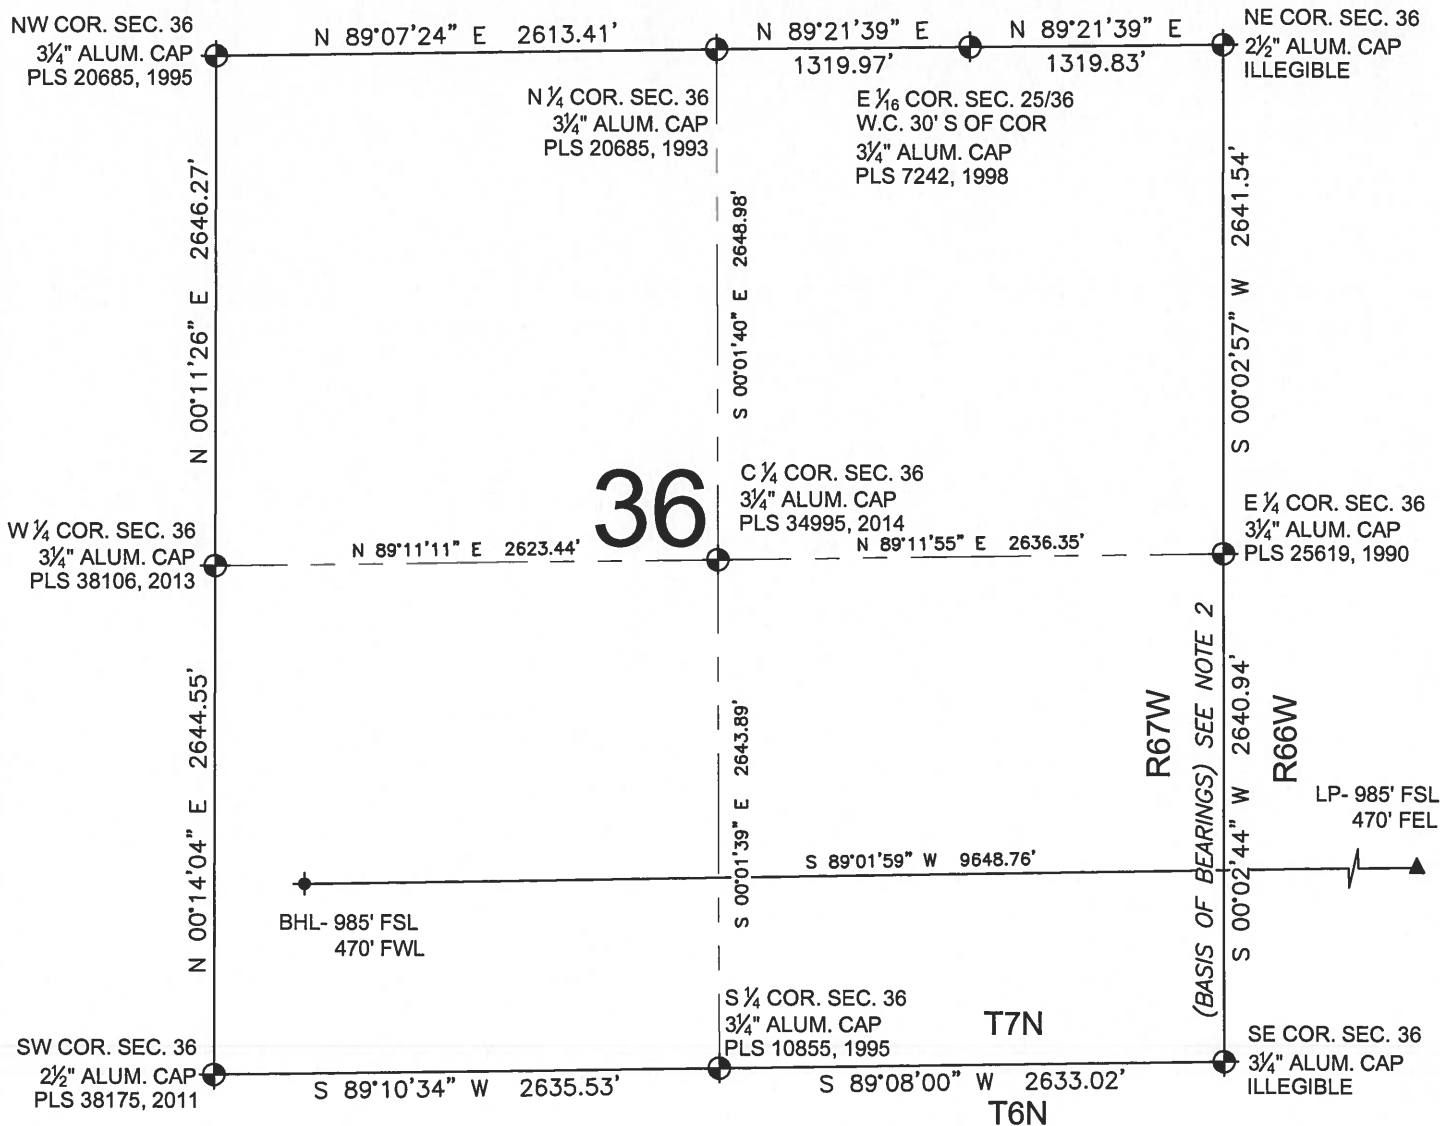 NW COR. SEC. 36
3¼" ALUM. CAP
PLS 20685, 1995
N 89°07'24" E 2613.41'
N 89°21'39" E
1319.97'
N 89°21'39" E
1319.83'
NE COR. SEC. 36
2½" ALUM. CAP
ILLEGIBLE
N ¼ COR. SEC. 36
3¼" ALUM. CAP
PLS 20685, 1993
E 1⁄16 COR. SEC. 25/36
W.C. 30' S OF COR
3¼" ALUM. CAP
PLS 7242, 1998
N 00°11'26" E 2646.27'
S 00°01'40" E 2648.98'
S 00°02'57" W 2641.54'
36
C ¼ COR. SEC. 36
3¼" ALUM. CAP
PLS 34995, 2014
W ¼ COR. SEC. 36
3¼" ALUM. CAP
PLS 38106, 2013
N 89°11'11" E 2623.44'
N 89°11'55" E 2636.35'
E ¼ COR. SEC. 36
3¼" ALUM. CAP
PLS 25619, 1990
N 00°14'04" E 2644.55'
S 00°01'39" E 2643.89'
R67W
(BASIS OF BEARINGS) SEE NOTE 2
S 00°02'44" W 2640.94'
R66W
LP- 985' FSL
470' FEL
S 89°01'59" W 9648.76'
BHL- 985' FSL
470' FWL
S ¼ COR. SEC. 36
3¼" ALUM. CAP
PLS 10855, 1995
T7N
SW COR. SEC. 36
2½" ALUM. CAP
PLS 38175, 2011
S 89°10'34" W 2635.53'
S 89°08'00" W 2633.02'
T6N
SE COR. SEC. 36
3¼" ALUM. CAP
ILLEGIBLE